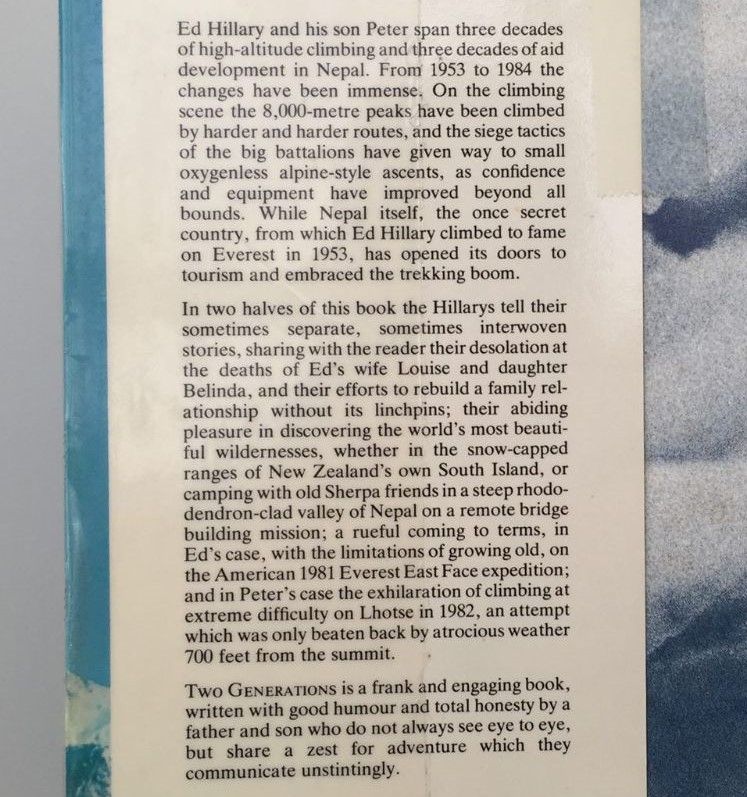 Ed Hillary and his son Peter span three decades
of high-altitude climbing and three decades of aid
development in Nepal. From 1953 to 1984 the
changes have been immense. On the climbing
scene the 8,000-metre peaks have been climbed
by harder and harder routes, and the siege tactics
of the big battalions have given way to small
oxygenless alpine-style ascents, as confidence
and equipment have improved beyond all
bounds. While Nepal itself, the once secret
country, from which Ed Hillary climbed to fame
on Everest in 1953, has opened its doors to
tourism and embraced the trekking boom.
In two halves of this book the Hillarys tell their
sometimes separate, sometimes interwoven
stories, sharing with the reader their desolation at
the deaths of Ed's wife Louise and daughter
Belinda, and their efforts to rebuild a family rel-
ationship without its linchpins; their abiding
pleasure in discovering the world's most beauti-
ful wildernesses, whether in the snow-capped
ranges of New Zealand's own South Island, or
camping with old Sherpa friends in a steep rhodo-
dendron-clad valley of Nepal on a remote bridge
building mission; a rueful coming to terms, in
Ed's case, with the limitations of growing old, on
the American 1981 Everest East Face expedition;
and in Peter's case the exhilaration of climbing at
extreme difficulty on Lhotse in 1982, an attempt
which was only beaten back by atrocious weather
700 feet from the summit.
TWO GENERATIONS is a frank and engaging book,
written with good humour and total honesty by a
father and son who do not always see eye to eye,
but share a zest for adventure which they
communicate unstintingly.